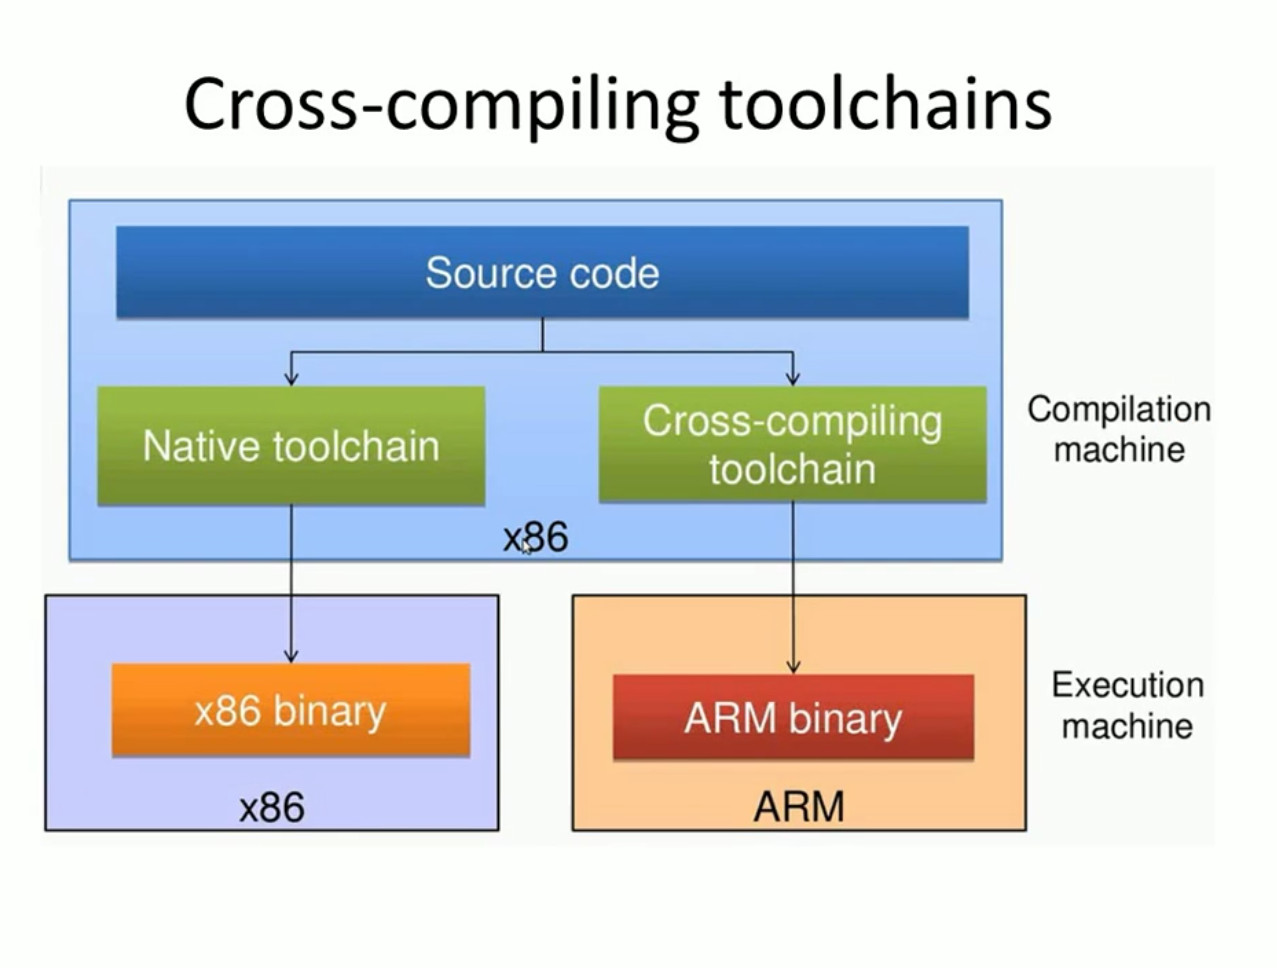 Cross-compiling toolchains
Source code
Native toolchain
Cross-compiling
toolchain
Compilation
machine
x86
x86 binary
ARM binary
Execution
machine
x86
ARM